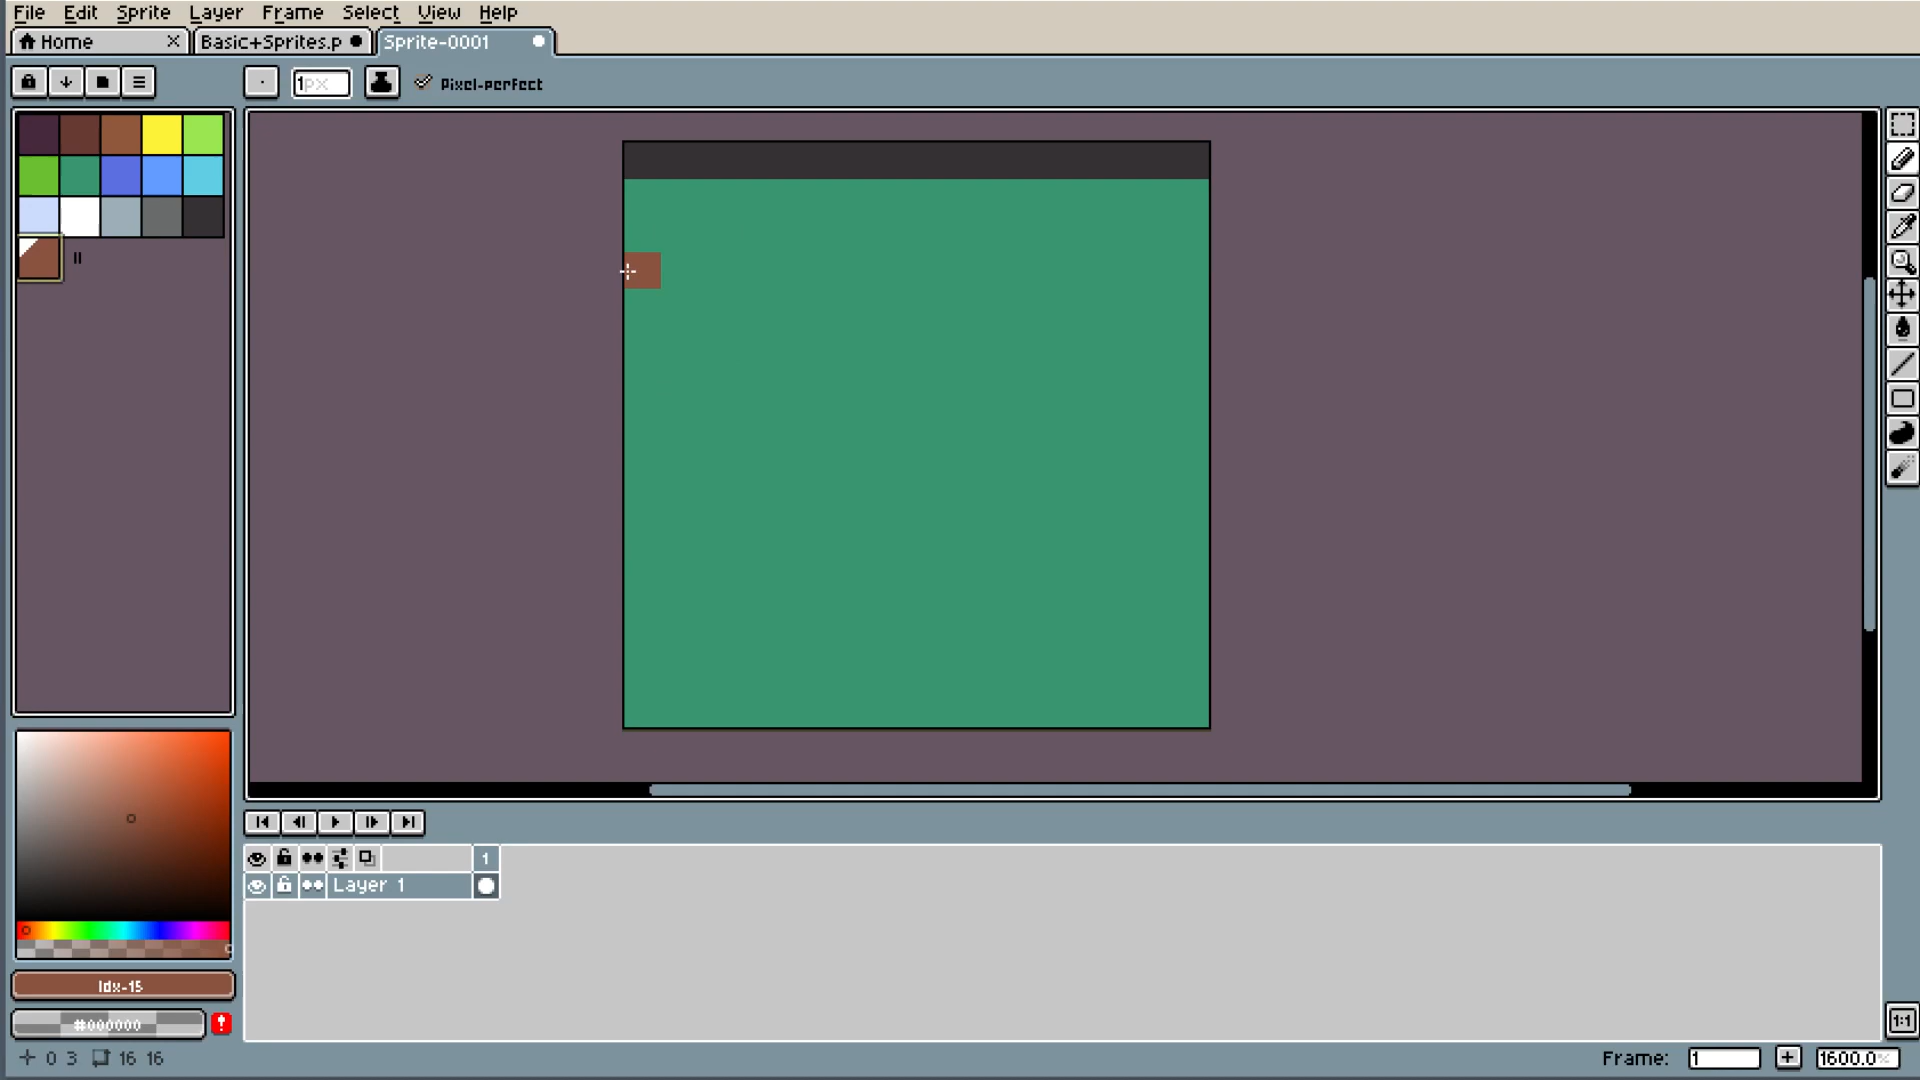 File Edit Sprite Layer Frame Select View Help
Home Basic+Sprites.p Sprite-0001
1px Pixel-perfect
1
Layer 1
Idx-15
#000000
0 3 16 16 Frame: 1 1600.0%
1:1